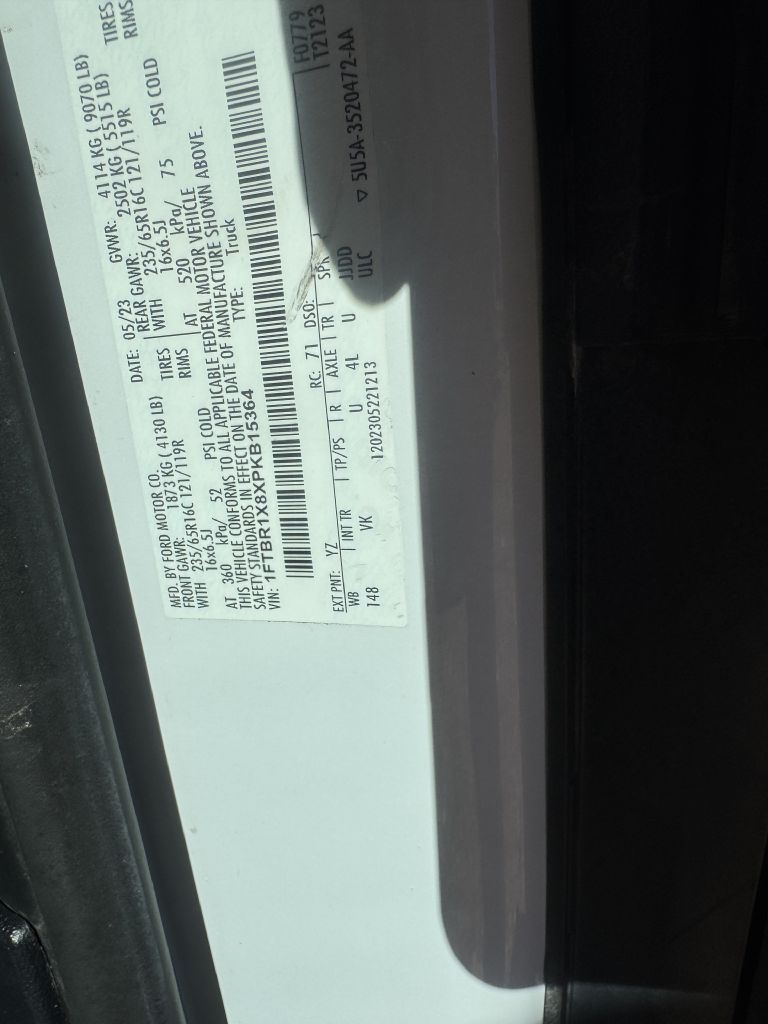 MFD. BY FORD MOTOR CO.
DATE: 05/23 GVWR: 4114 KG ( 9070 LB)
FRONT GAWR: 1873 KG ( 4130 LB) REAR GAWR: 2502 KG ( 5515 LB)
WITH 235/65R16C 121/119R TIRES WITH 235/65R16C 121/119R TIRES
16x6.5J RIMS 16x6.5J RIMS
AT 360 kPa/ 52 PSI COLD AT 520 kPa/ 75 PSI COLD
THIS VEHICLE CONFORMS TO ALL APPLICABLE FEDERAL MOTOR VEHICLE
SAFETY STANDARDS IN EFFECT ON THE DATE OF MANUFACTURE SHOWN ABOVE.
VIN: 1FTBR1X8XPKB15364 TYPE: Truck
F0779
T2123
EXT PNT: YZ RC: 71 DSO:
WB INT TR TP/PS R AXLE TR SPR
148 VK U 4L U JJDD
1202305221213 ULC
▽ 5U5A-3520472-AA